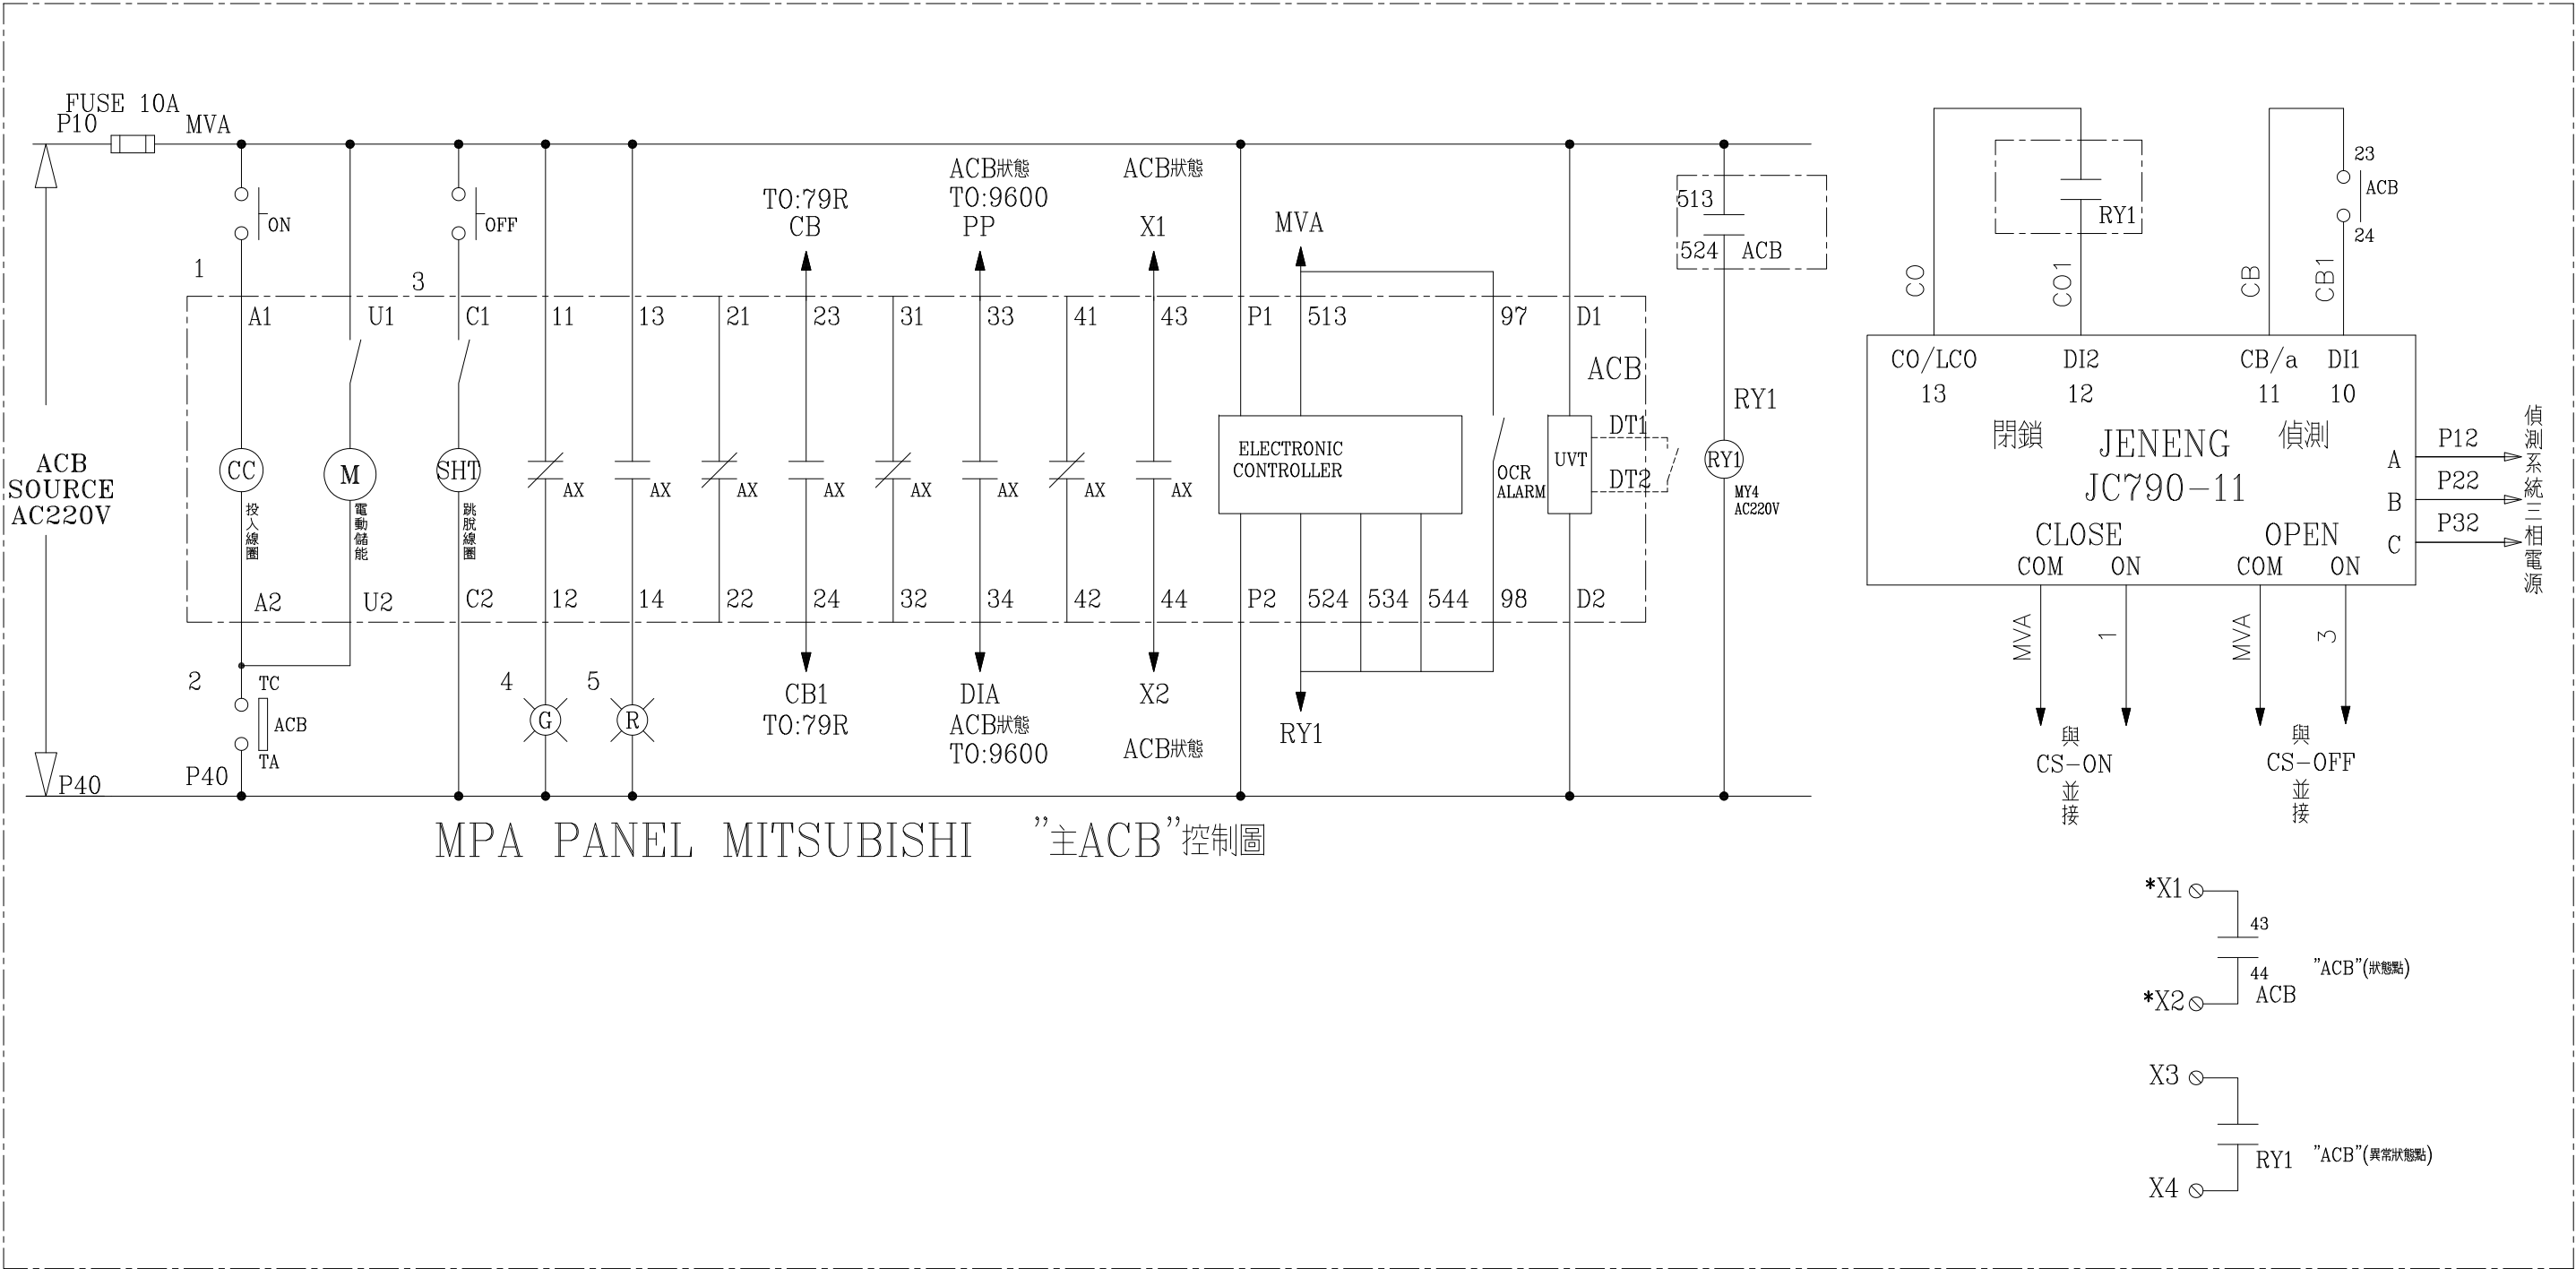 FUSE 10A
P10
MVA
ON
OFF
1
3
TO:79R
CB
ACB狀態
TO:9600
PP
ACB狀態
X1
MVA
513
524 ACB
A1 U1 C1 11 13 21 23 31 33 41 43 P1 513 97 D1
ACB
ACB
SOURCE
AC220V
CC
M
SHT
AX
AX
AX
AX
AX
AX
AX
AX
ELECTRONIC
CONTROLLER
OCR
ALARM
UVT
DT1
DT2
RY1
RY1
MY4
AC220V
投入線圈
電動儲能
跳脫線圈
A2 U2 C2 12 14 22 24 32 34 42 44 P2 524 534 544 98 D2
2
TC
ACB
TA
P40
P40
4
G
5
R
CB1
TO:79R
DIA
ACB狀態
TO:9600
X2
ACB狀態
RY1
MPA PANEL MITSUBISHI "主ACB"控制圖
RY1
23
ACB
24
CO
CO1
CB
CB1
CO/LCO DI2 CB/a DI1
13 12 11 10
閉鎖
偵測
JENENG
JC790-11
A P12
B P22
C P32
偵測系統三相電源
CLOSE
OPEN
COM ON COM ON
MVA
1
MVA
3
與
CS-ON
並接
與
CS-OFF
並接
*X1
43
44
ACB
*X2
"ACB"(狀態點)
X3
RY1
X4
"ACB"(異常狀態點)